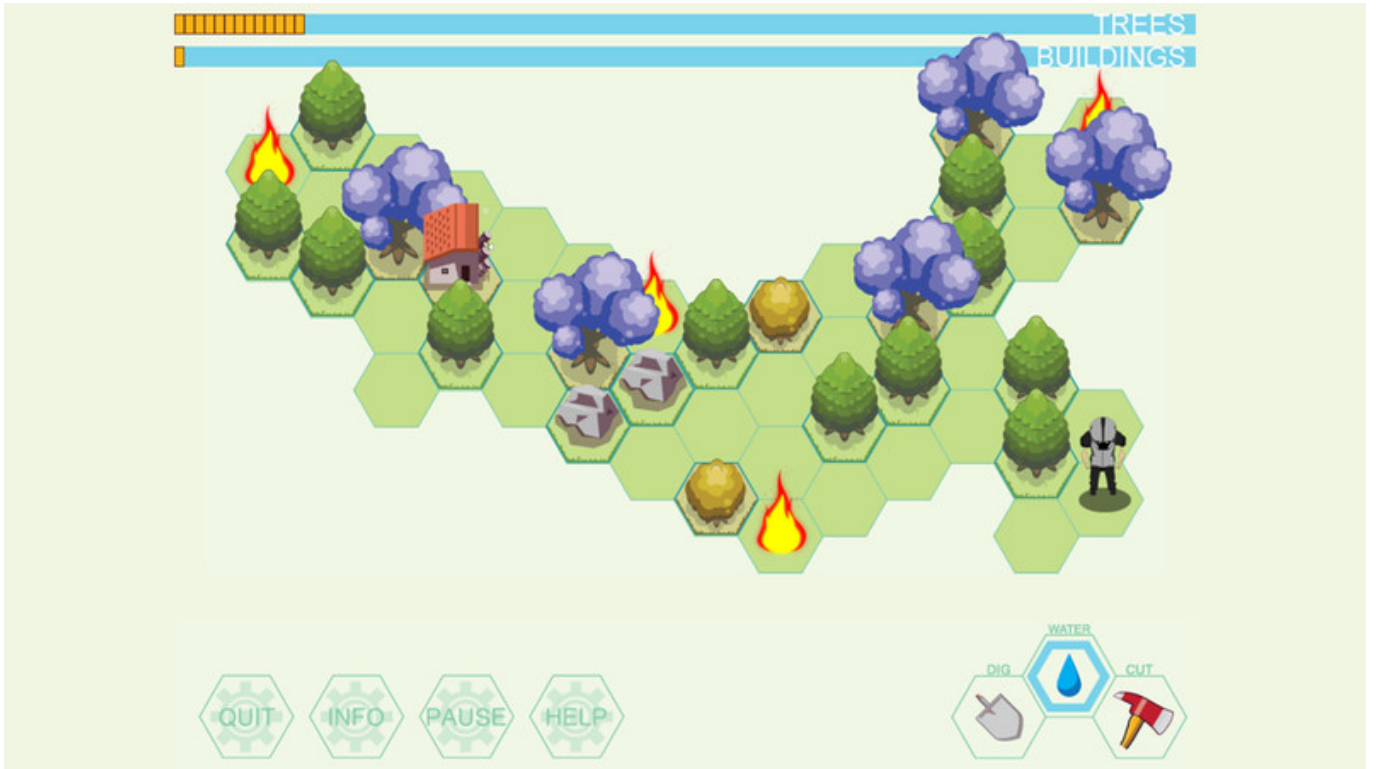 TREES
BUILDINGS
WATER
DIG
CUT
QUIT
INFO
PAUSE
HELP